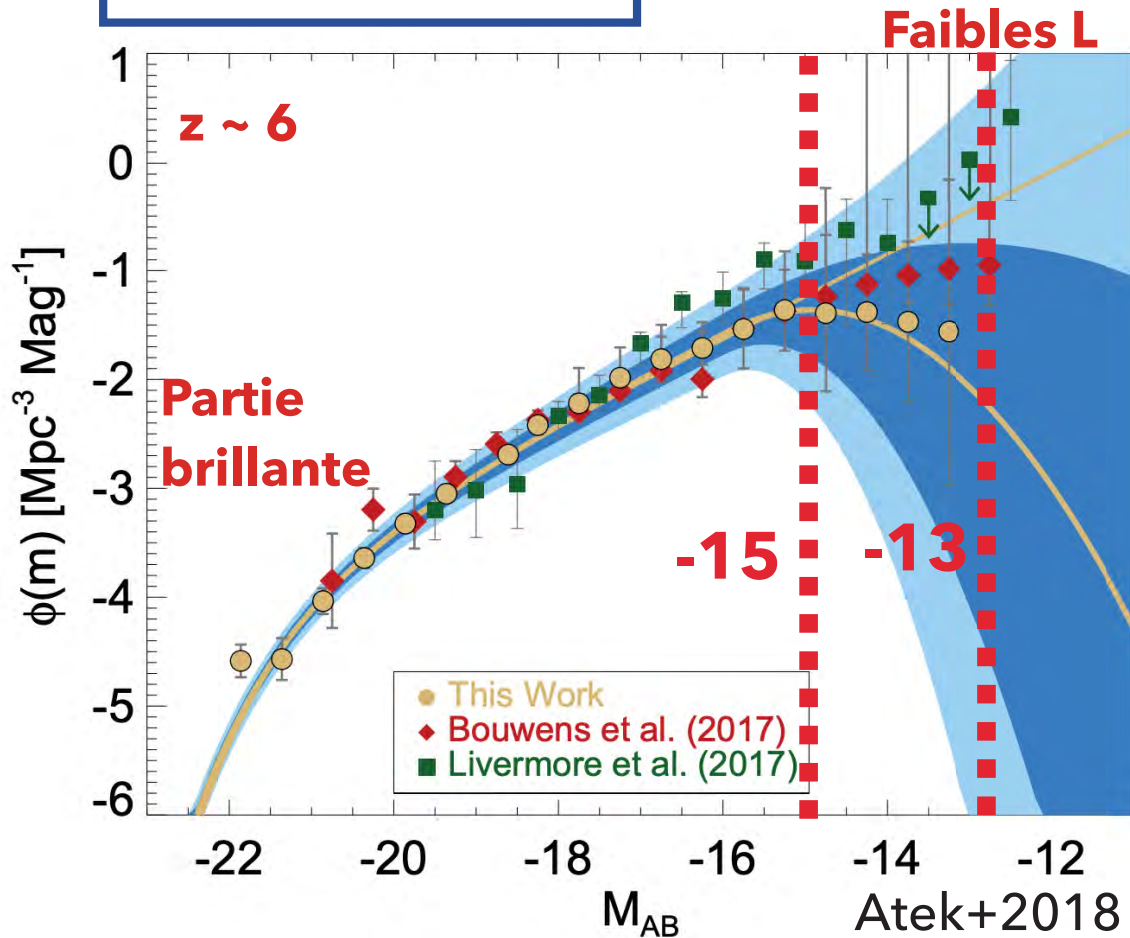 Faibles L
z ~ 6
Partie
brillante
-15
-13
1
0
-1
-2
-3
-4
-5
-6
ϕ(m) [Mpc⁻³ Mag⁻¹]
This Work
Bouwens et al. (2017)
Livermore et al. (2017)
-22
-20
-18
-16
-14
-12
M_AB
Atek+2018